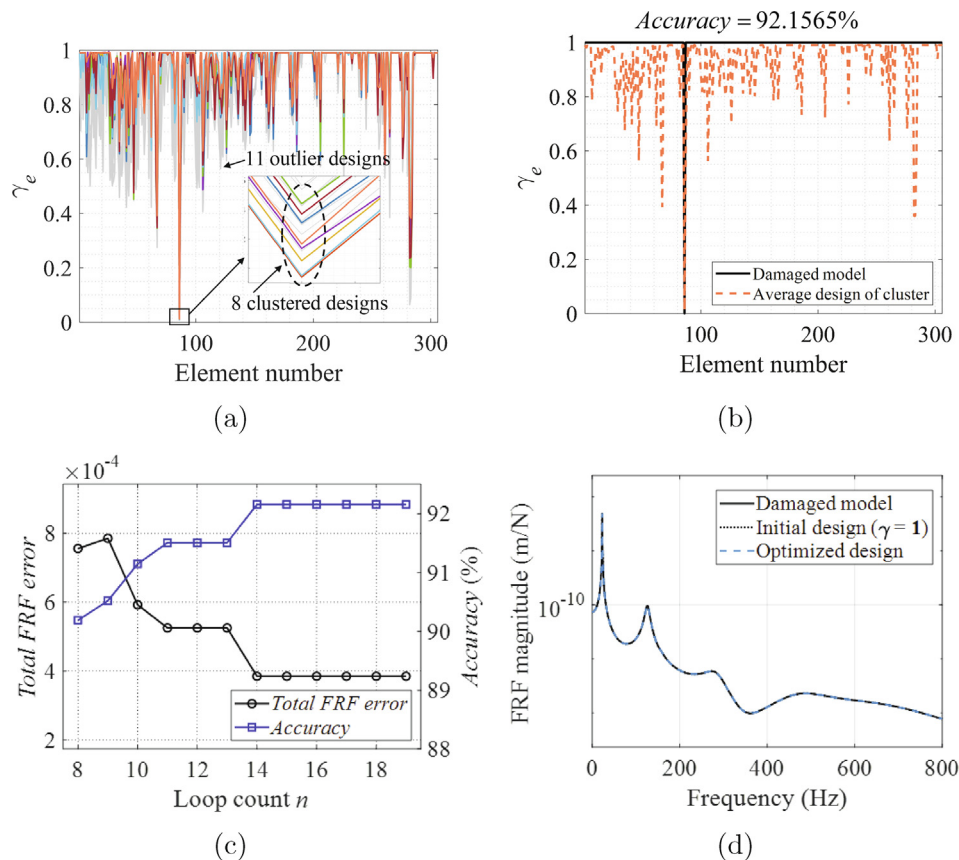 1
0.8
0.6
0.4
0.2
0
γe
11 outlier designs
8 clustered designs
100
200
300
Element number
(a)
Accuracy = 92.1565%
1
0.8
0.6
0.4
0.2
0
γe
Damaged model
Average design of cluster
100
200
300
Element number
(b)
×10-4
8
6
4
2
Total FRF error
92
91
90
89
88
Accuracy (%)
Total FRF error
Accuracy
8
10
12
14
16
18
Loop count n
(c)
10-10
FRF magnitude (m/N)
Damaged model
Initial design (γ = 1)
Optimized design
0
200
400
600
800
Frequency (Hz)
(d)